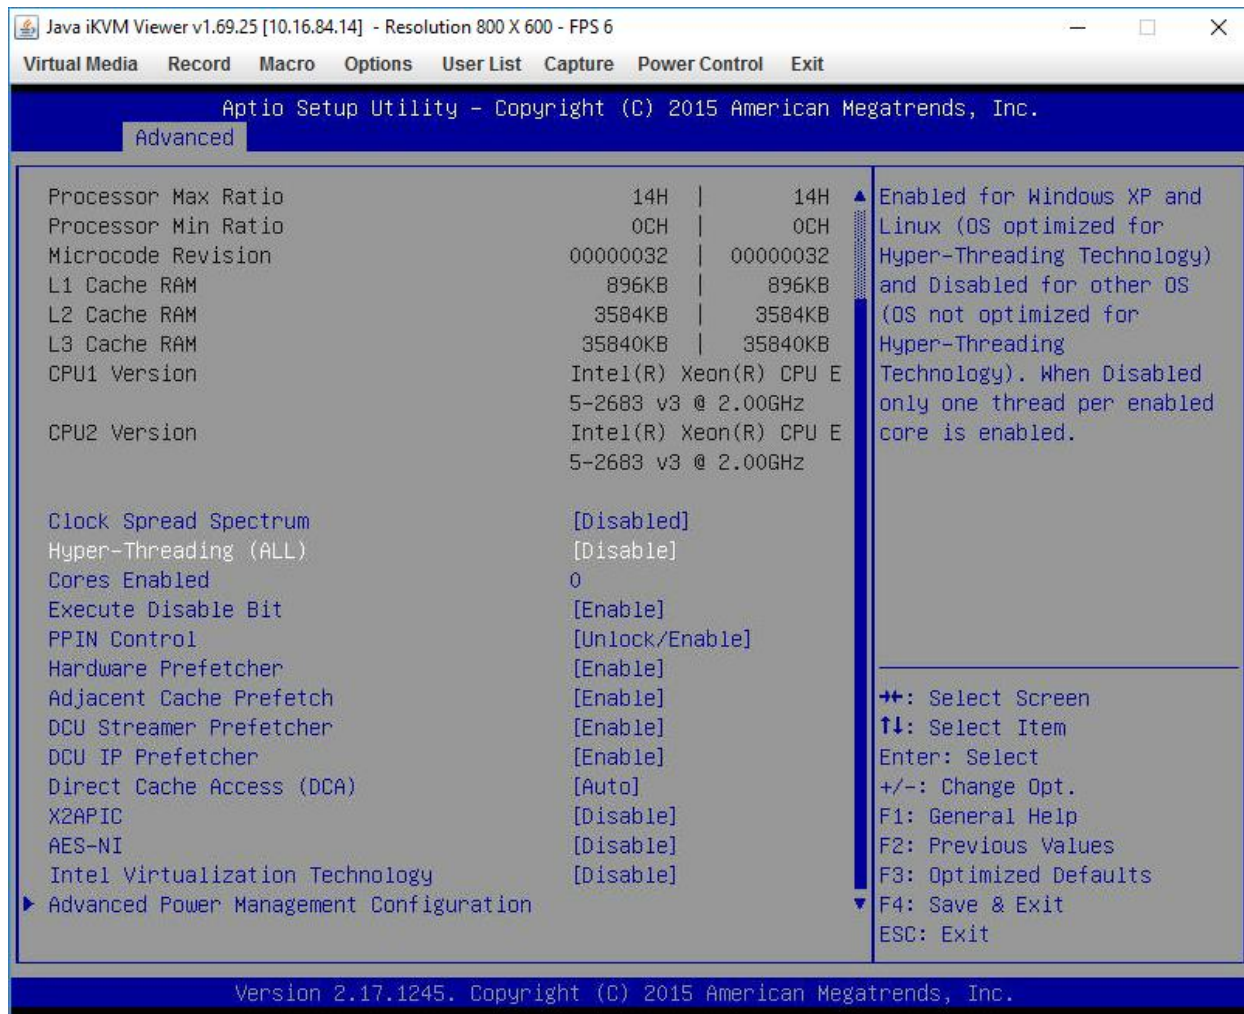 Java iKVM Viewer v1.69.25 [10.16.84.14] - Resolution 800 X 600 - FPS 6
Virtual Media Record Macro Options User List Capture Power Control Exit
Aptio Setup Utility - Copyright (C) 2015 American Megatrends, Inc.
Advanced
Processor Max Ratio 14H | 14H
Processor Min Ratio 0CH | 0CH
Microcode Revision 00000032 | 00000032
L1 Cache RAM 896KB | 896KB
L2 Cache RAM 3584KB | 3584KB
L3 Cache RAM 35840KB | 35840KB
CPU1 Version Intel(R) Xeon(R) CPU E
5-2683 v3 @ 2.00GHz
CPU2 Version Intel(R) Xeon(R) CPU E
5-2683 v3 @ 2.00GHz
Clock Spread Spectrum [Disabled]
Hyper-Threading (ALL) [Disable]
Cores Enabled 0
Execute Disable Bit [Enable]
PPIN Control [Unlock/Enable]
Hardware Prefetcher [Enable]
Adjacent Cache Prefetch [Enable]
DCU Streamer Prefetcher [Enable]
DCU IP Prefetcher [Enable]
Direct Cache Access (DCA) [Auto]
X2APIC [Disable]
AES-NI [Disable]
Intel Virtualization Technology [Disable]
Advanced Power Management Configuration
Enabled for Windows XP and
Linux (OS optimized for
Hyper-Threading Technology)
and Disabled for other OS
(OS not optimized for
Hyper-Threading
Technology). When Disabled
only one thread per enabled
core is enabled.
→←: Select Screen
↑↓: Select Item
Enter: Select
+/-: Change Opt.
F1: General Help
F2: Previous Values
F3: Optimized Defaults
F4: Save & Exit
ESC: Exit
Version 2.17.1245. Copyright (C) 2015 American Megatrends, Inc.